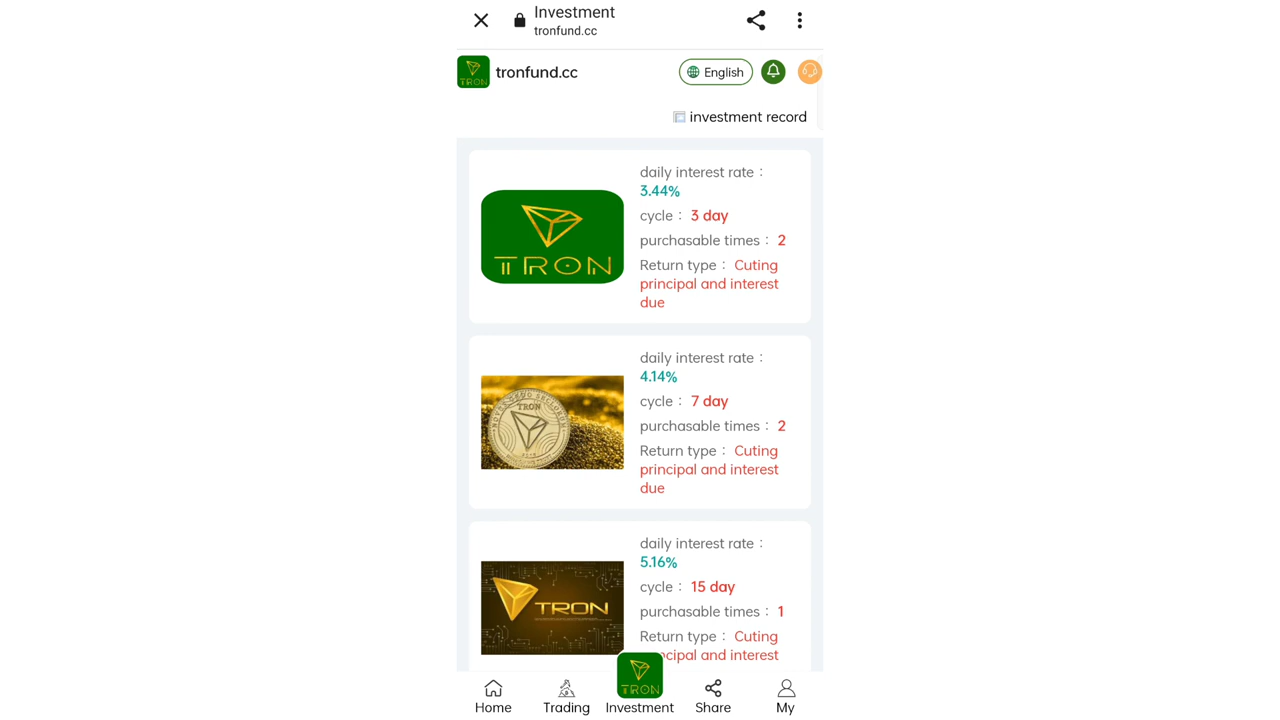 Investment
tronfund.cc
TRON
tronfund.cc
English
investment record
TRON
daily interest rate：
3.44%
cycle： 3 day
purchasable times： 2
Return type： Cuting
principal and interest
due
TRON
daily interest rate：
4.14%
cycle： 7 day
purchasable times： 2
Return type： Cuting
principal and interest
due
TRON
daily interest rate：
5.16%
cycle： 15 day
purchasable times： 1
Return type： Cuting
principal and interest
TRON
Home
Trading
Investment
Share
My